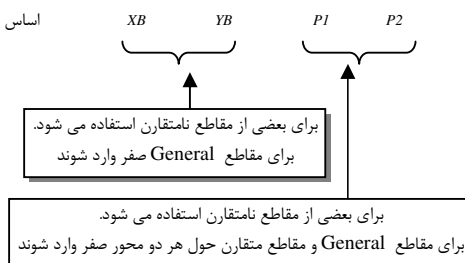 اساس XB YB P1 P2
برای بعضی از مقاطع نامتقارن استفاده می شود.
برای مقاطع General صفر وارد شوند
برای بعضی از مقاطع نامتقارن استفاده می شود.
برای مقاطع General و مقاطع متقارن حول هر دو محور صفر وارد شوند